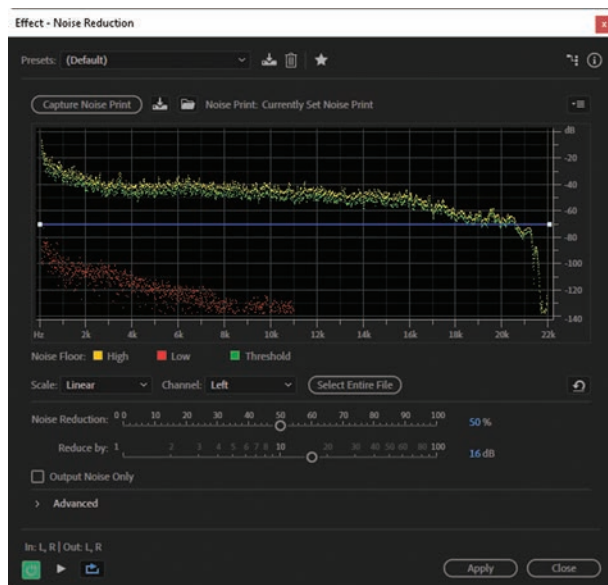 Effect - Noise Reduction
x
Presets: (Default)
Capture Noise Print
Noise Print: Currently Set Noise Print
dB
-20
-40
-60
-80
-100
-120
-140
Hz 2k 4k 6k 8k 10k 12k 14k 16k 18k 20k 22k
Noise Floor: High Low Threshold
Scale: Linear Channel: Left Select Entire File
Noise Reduction: 0 10 20 30 40 50 60 70 80 90 100 50 %
Reduce by: 1 2 3 4 5 6 7 8 10 20 30 40 50 60 80 100 16 dB
Output Noise Only
> Advanced
In: L, R | Out: L, R
Apply Close